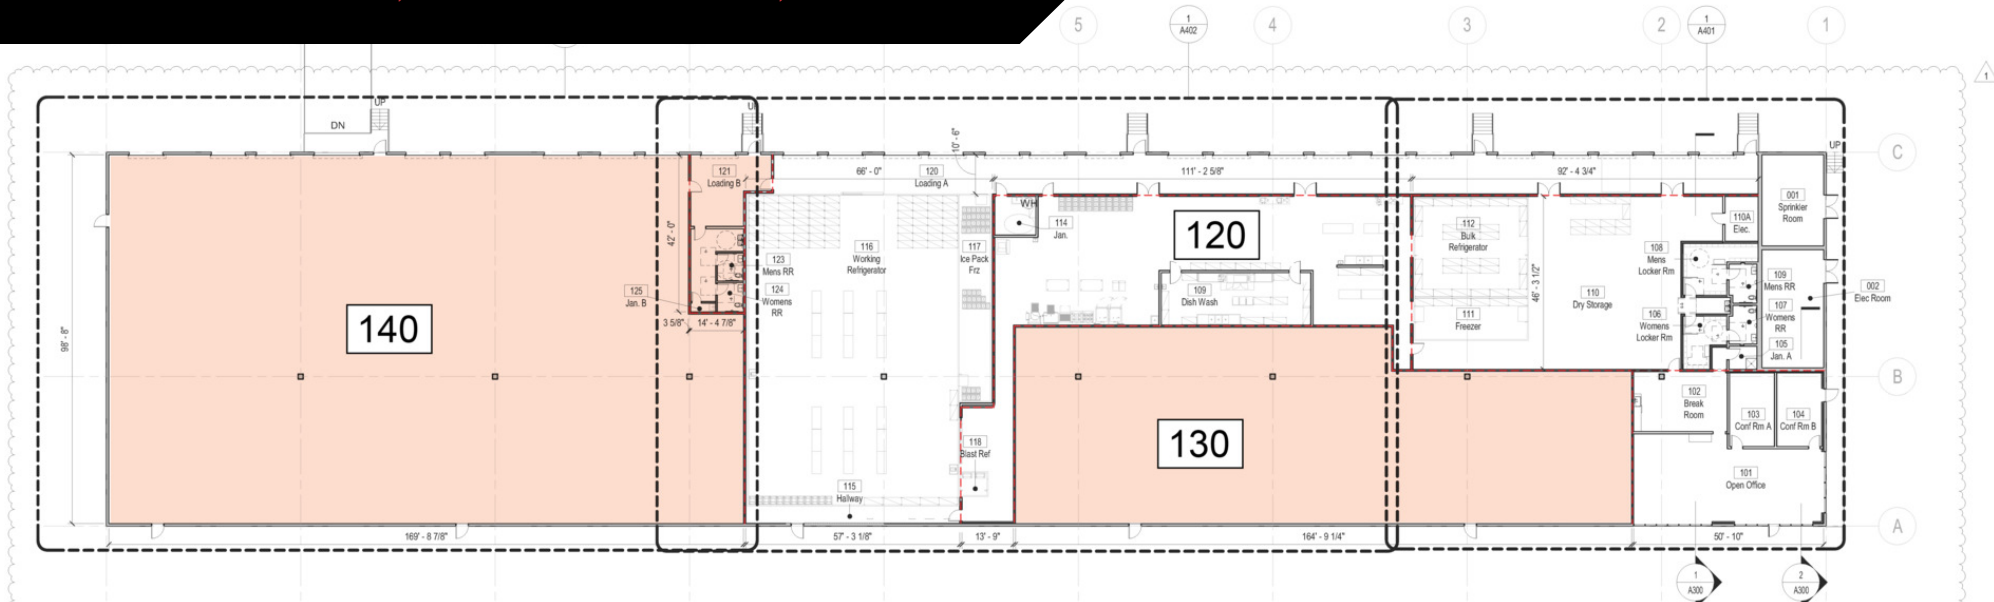 5
1
A402
4
3
2
1
A401
1
1
UP
DN
UP
C
10' - 6"
121
Loading B
66' - 0"
120
Loading A
111' - 2 5/8"
92' - 4 3/4"
001
Sprinkler
Room
WH
114
Jan.
120
112
Bulk
Refrigerator
110A
Elec.
42' - 0"
116
Working
Refrigerator
117
Ice Pack
Frz
108
Mens
Locker Rm
123
Mens RR
109
Mens RR
002
Elec Room
124
Womens
RR
125
Jan. B
109
Dish Wash
46' - 3 1/2"
110
Dry Storage
107
Womens
RR
140
3 5/8"
14' - 4 7/8"
111
Freezer
106
Womens
Locker Rm
98' - 8"
105
Jan. A
B
102
Break
Room
103
Conf Rm A
104
Conf Rm B
118
Blast Ref
130
101
Open Office
115
Hallway
A
169' - 8 7/8"
57' - 3 1/8"
13' - 9"
164' - 9 1/4"
50' - 10"
1
A300
2
A300